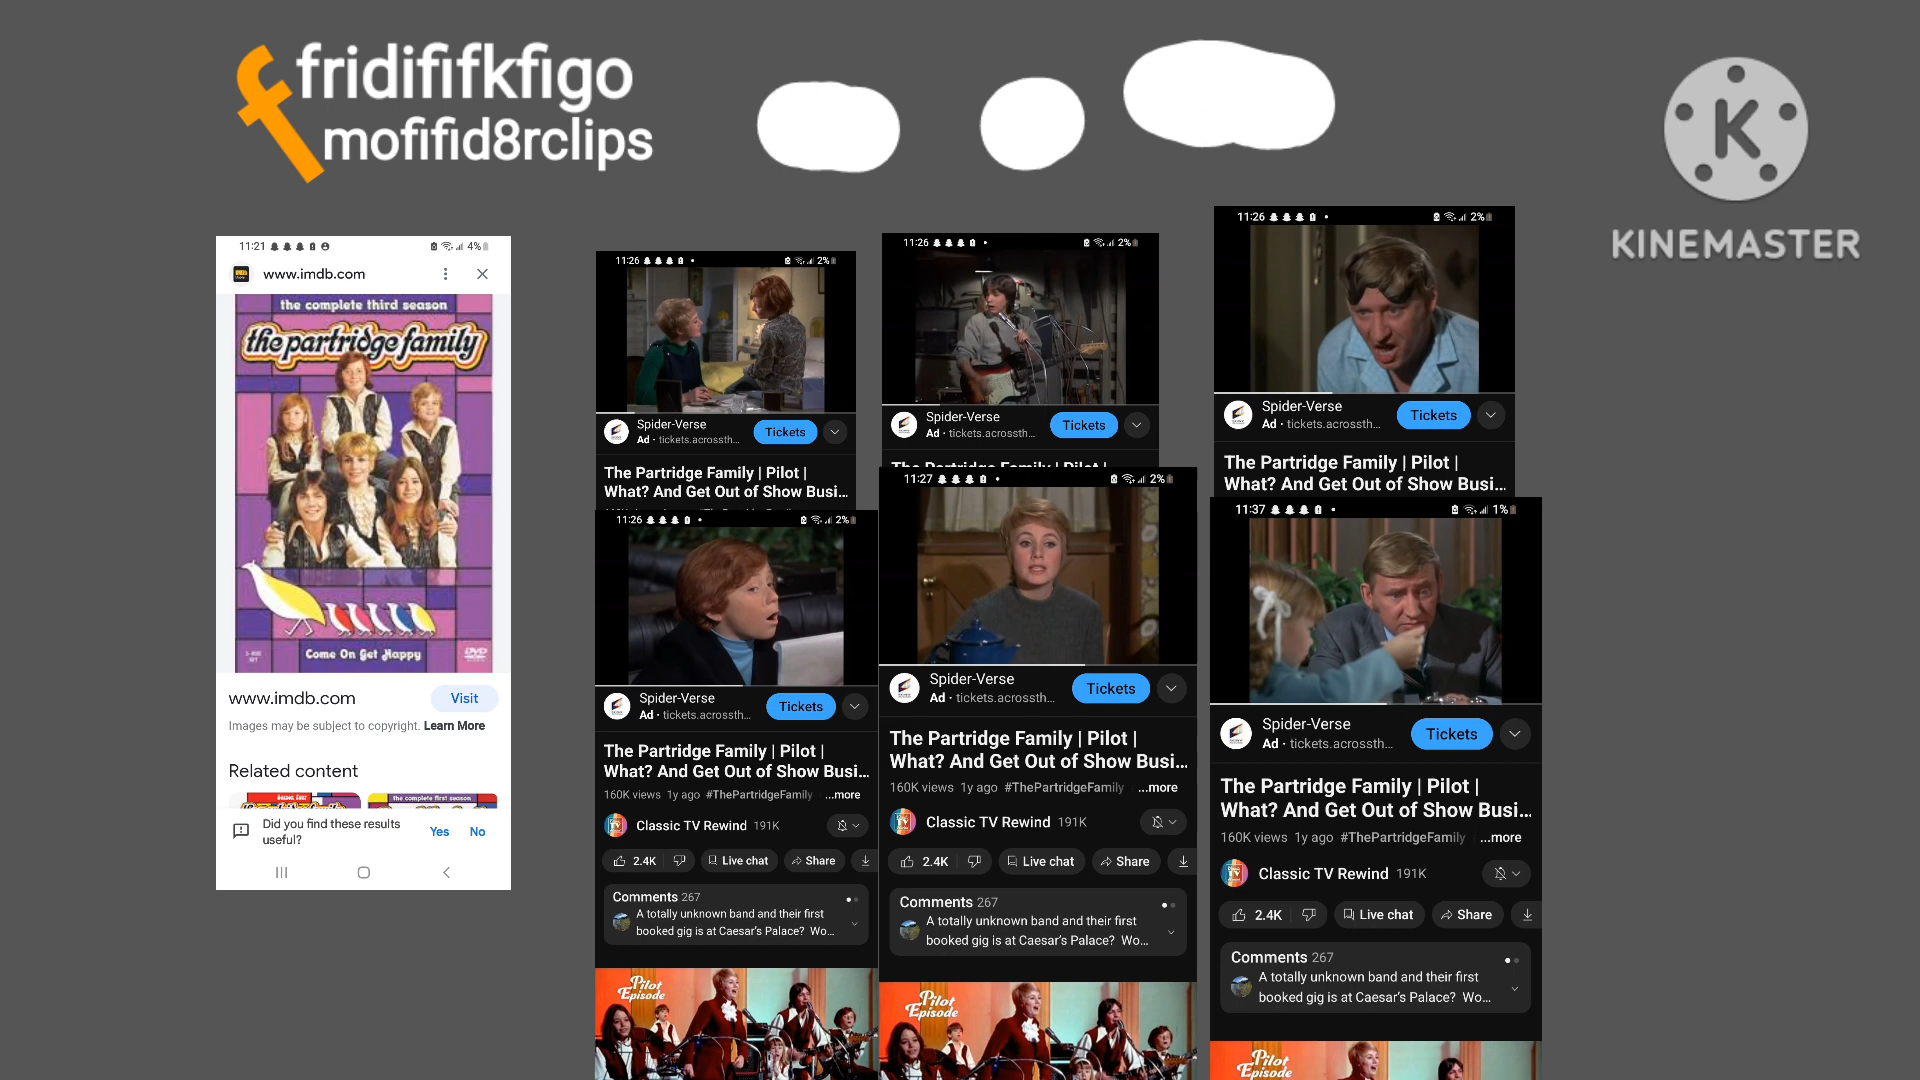 fridififkfigo
mofifid8rclips
K
KINEMASTER
11:21
4%
www.imdb.com
the complete third season
the partridge family
Come On Get Happy
DVD
www.imdb.com
Visit
Images may be subject to copyright. Learn More
Related content
the complete first season
Did you find these results
useful?
Yes
No
11:26
2%
Spider-Verse
Ad · tickets.acrossth...
Tickets
The Partridge Family | Pilot |
What? And Get Out of Show Busi...
11:26
2%
Spider-Verse
Ad · tickets.acrossth...
Tickets
The Partridge Family | Pilot |
11:26
2%
Spider-Verse
Ad · tickets.acrossth...
Tickets
The Partridge Family | Pilot |
What? And Get Out of Show Busi...
11:26
2%
Spider-Verse
Ad · tickets.acrossth...
Tickets
The Partridge Family | Pilot |
What? And Get Out of Show Busi...
160K views 1y ago #ThePartridgeFamily ...more
Classic TV Rewind 191K
2.4K
Live chat
Share
Comments 267
A totally unknown band and their first
booked gig is at Caesar's Palace? Wo...
Pilot
Episode
11:27
2%
Spider-Verse
Ad · tickets.acrossth...
Tickets
The Partridge Family | Pilot |
What? And Get Out of Show Busi...
160K views 1y ago #ThePartridgeFamily ...more
Classic TV Rewind 191K
2.4K
Live chat
Share
Comments 267
A totally unknown band and their first
booked gig is at Caesar's Palace? Wo...
Pilot
Episode
11:37
1%
Spider-Verse
Ad · tickets.acrossth...
Tickets
The Partridge Family | Pilot |
What? And Get Out of Show Busi...
160K views 1y ago #ThePartridgeFamily ...more
Classic TV Rewind 191K
2.4K
Live chat
Share
Comments 267
A totally unknown band and their first
booked gig is at Caesar's Palace? Wo...
Pilot
Episode